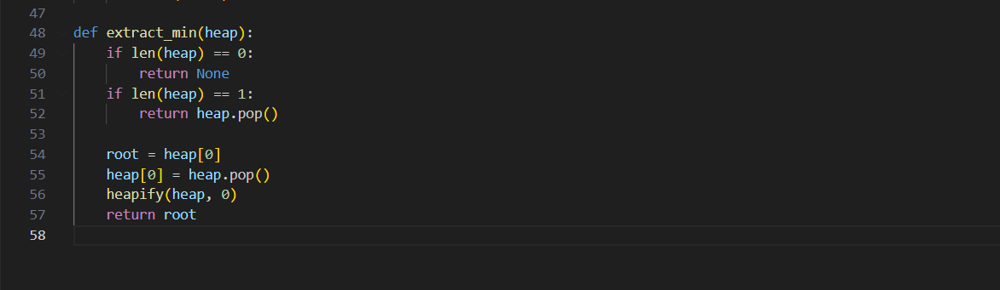 47
48 def extract_min(heap):
49     if len(heap) == 0:
50         return None
51     if len(heap) == 1:
52         return heap.pop()
53
54     root = heap[0]
55     heap[0] = heap.pop()
56     heapify(heap, 0)
57     return root
58